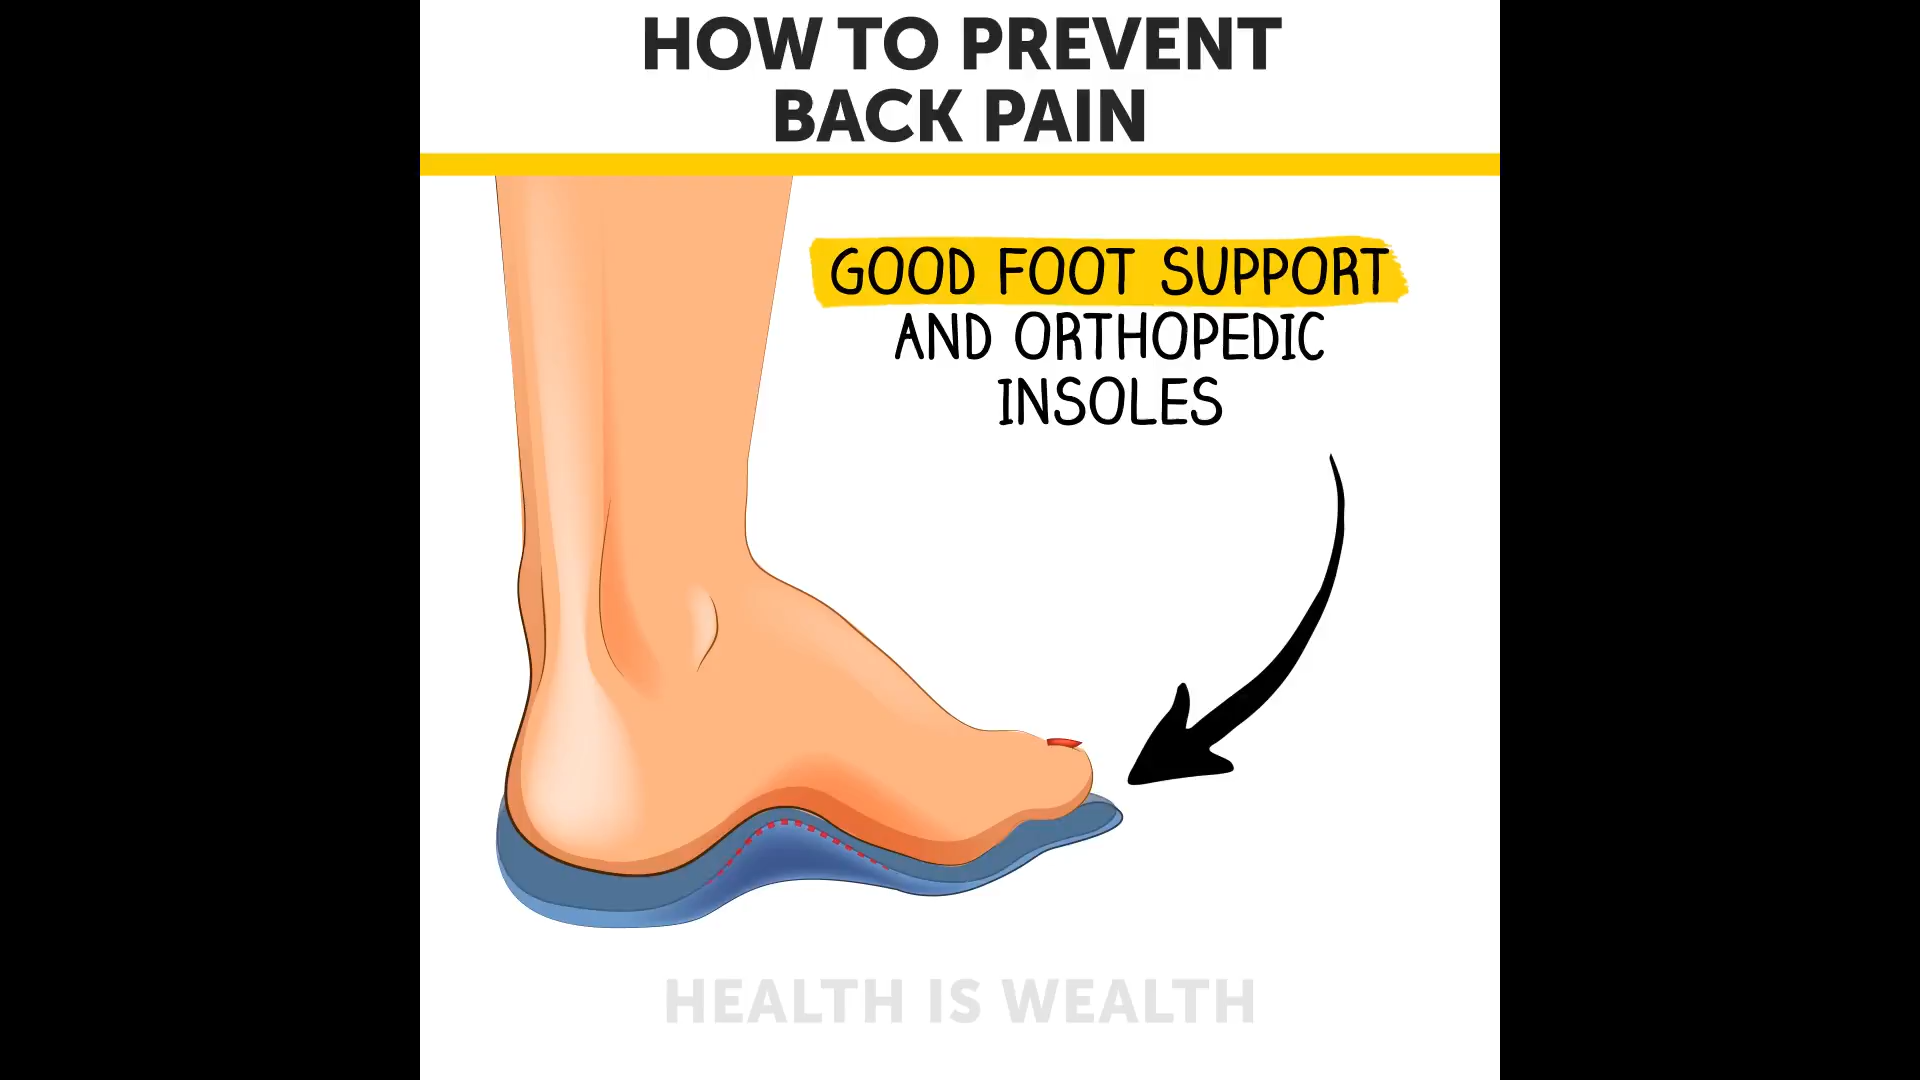 HOW TO PREVENT
BACK PAIN
GOOD FOOT SUPPORT
AND ORTHOPEDIC
INSOLES
HEALTH IS WEALTH